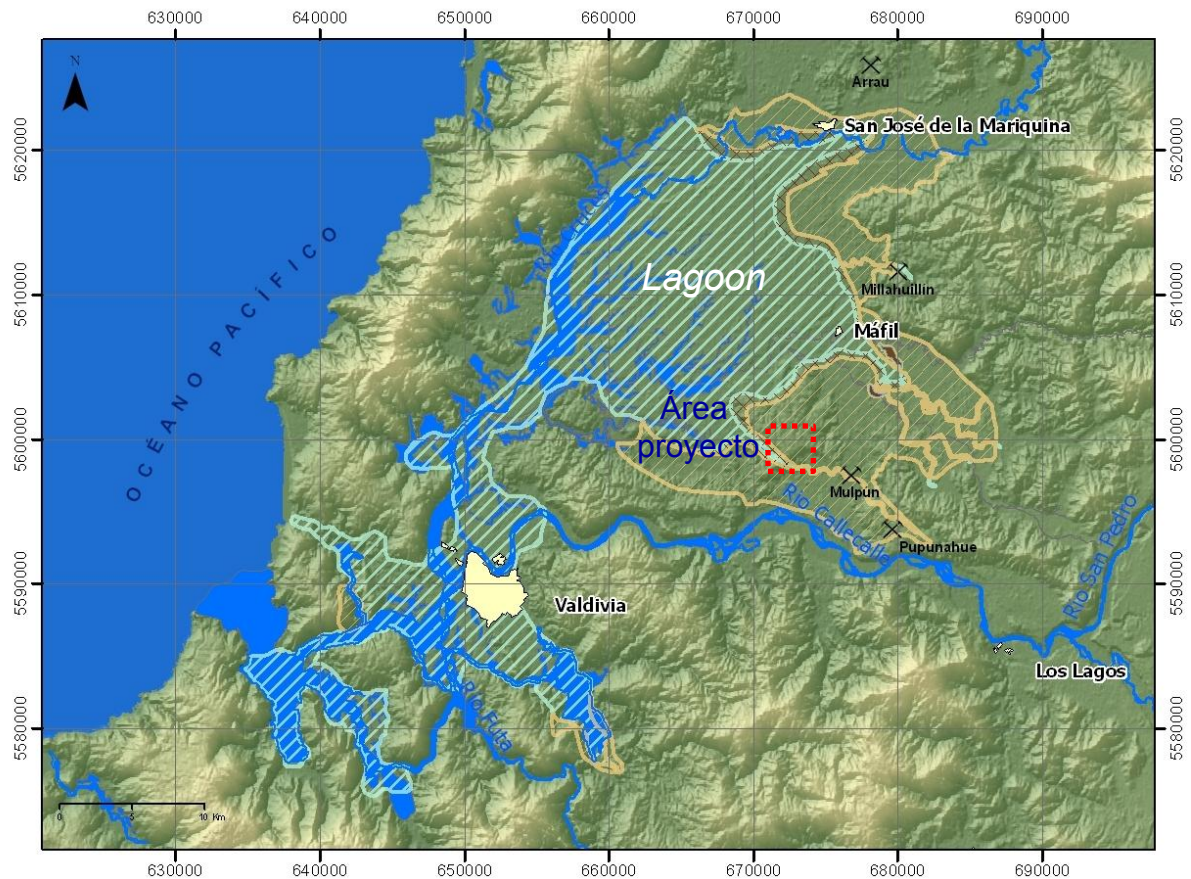 630000 640000 650000 660000 670000 680000 690000
N
Arrau
San José de la Mariquina
5620000 5620000
OCÉANO PACÍFICO
Lagoon
Millahuillín
5610000 5610000
Máfil
Área
proyecto
5600000 5600000
Mulpún
Río Callecalle
Pupunahue
Río San Pedro
5590000 5590000
Valdivia
Los Lagos
Río Futa
5580000 5580000
0 5 10 Km
630000 640000 650000 660000 670000 680000 690000